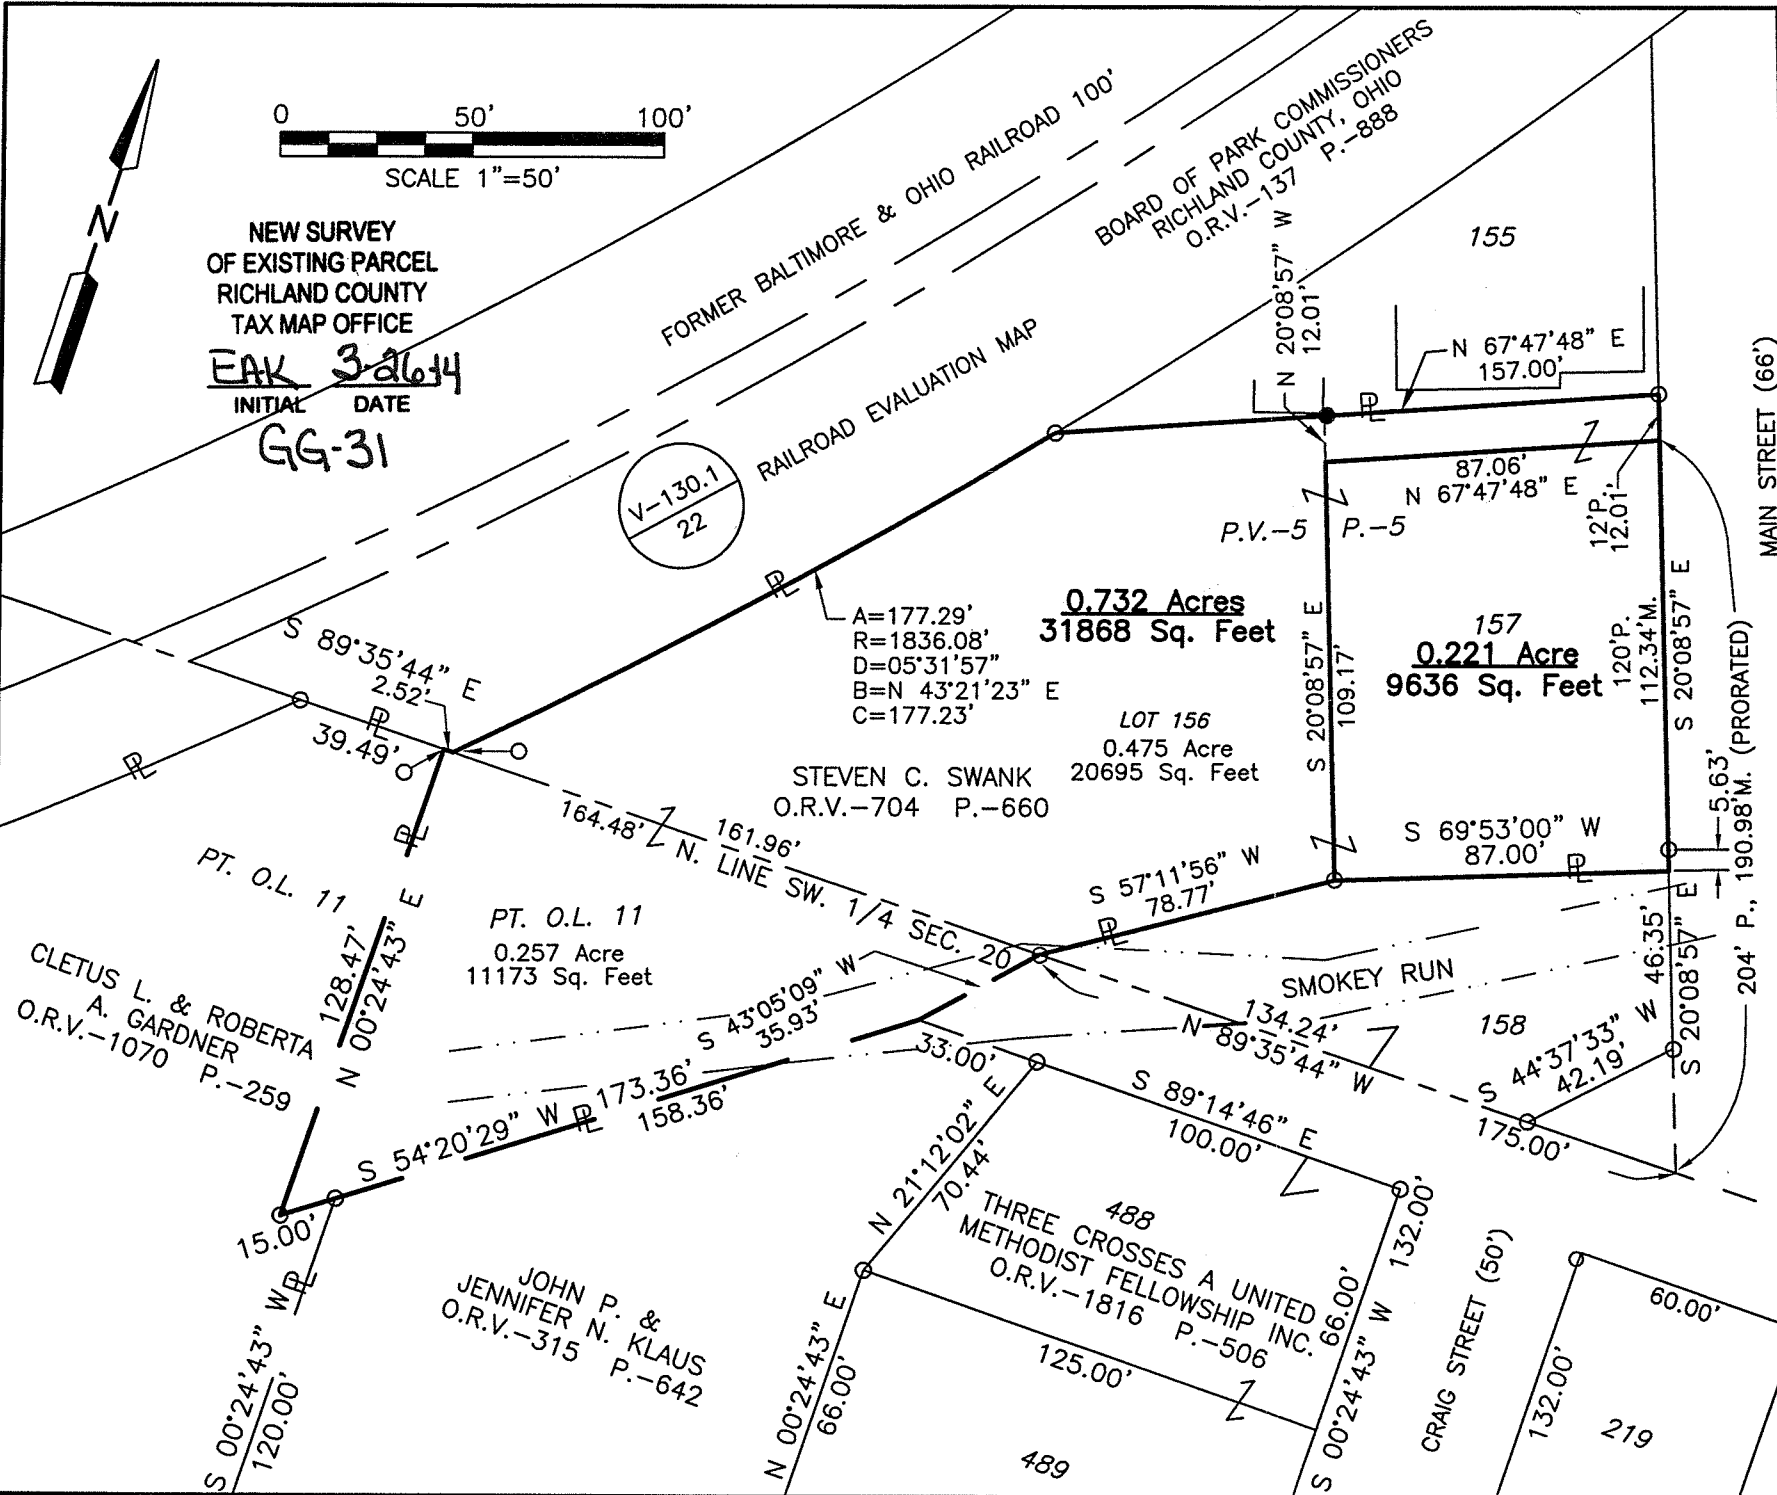 0 50' 100'
SCALE 1"=50'
N
NEW SURVEY
OF EXISTING PARCEL
RICHLAND COUNTY
TAX MAP OFFICE
EAK 3-26-14
INITIAL DATE
GG-31
FORMER BALTIMORE & OHIO RAILROAD 100'
BOARD OF PARK COMMISSIONERS
RICHLAND COUNTY, OHIO
O.R.V.-137 P.-888
RAILROAD EVALUATION MAP
V-130.1
22
155
N 20°08'57" W
12.01'
N 67°47'48" E
157.00'
PL
87.06'
N 67°47'48" E
12'P.
12.01'
MAIN STREET (66')
P.V.-5 P.-5
A=177.29'
R=1836.08'
D=05°31'57"
B=N 43°21'23" E
C=177.23'
PL
0.732 Acres
31868 Sq. Feet
S 20°08'57" E
109.17'
157
0.221 Acre
9636 Sq. Feet
120'P.
112.34'M.
S 20°08'57" E
204' P., 190.98'M. (PRORATED)
LOT 156
0.475 Acre
20695 Sq. Feet
STEVEN C. SWANK
O.R.V.-704 P.-660
S 89°35'44" E
2.52'
PL
39.49'
PL
PL
164.48'
161.96'
N. LINE SW. 1/4 SEC. 20
S 69°53'00" W
87.00'
PL
5.63'
S 57°11'56" W
78.77'
PL
PT. O.L. 11
PT. O.L. 11
0.257 Acre
11173 Sq. Feet
128.47'
N 00°24'43" E
CLETUS L. & ROBERTA
A. GARDNER
O.R.V.-1070 P.-259
S 43°05'09" W
35.93'
SMOKEY RUN
134.24'
N 89°35'44" W
158
46.35'
S 20°08'57" E
S 44°37'33" W
42.19'
175.00'
33.00'
S 54°20'29" W
PL
173.36'
158.36'
15.00'
S 89°14'46" E
100.00'
N 21°12'02" E
70.44'
488
THREE CROSSES A UNITED
METHODIST FELLOWSHIP INC.
O.R.V.-1816 P.-506
132.00'
66.00'
S 00°24'43" W
125.00'
JOHN P. &
JENNIFER N. KLAUS
O.R.V.-315 P.-642
PL
S 00°24'43" W
120.00'
N 00°24'43" E
66.00'
489
CRAIG STREET (50')
60.00'
132.00'
219